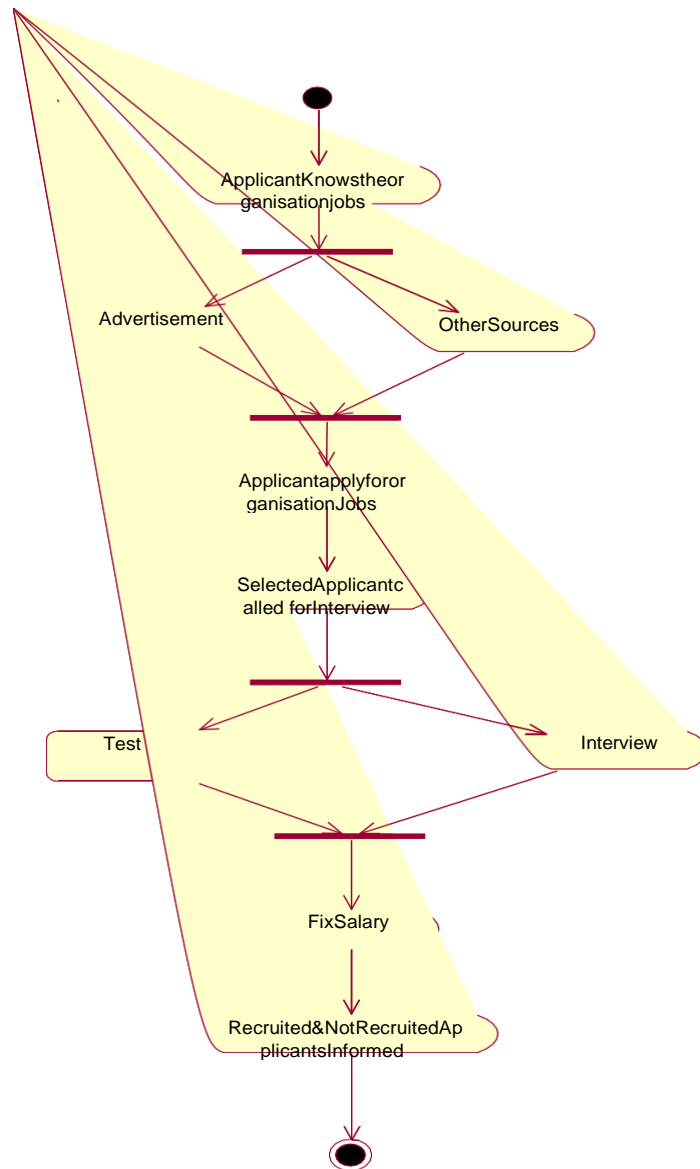 ApplicantKnowstheor
ganisationjobs
Advertisement
OtherSources
Applicantapplyforor
ganisationJobs
SelectedApplicantc
alled forInterview
Test
Interview
FixSalary
Recruited&NotRecruitedAp
plicantsInformed